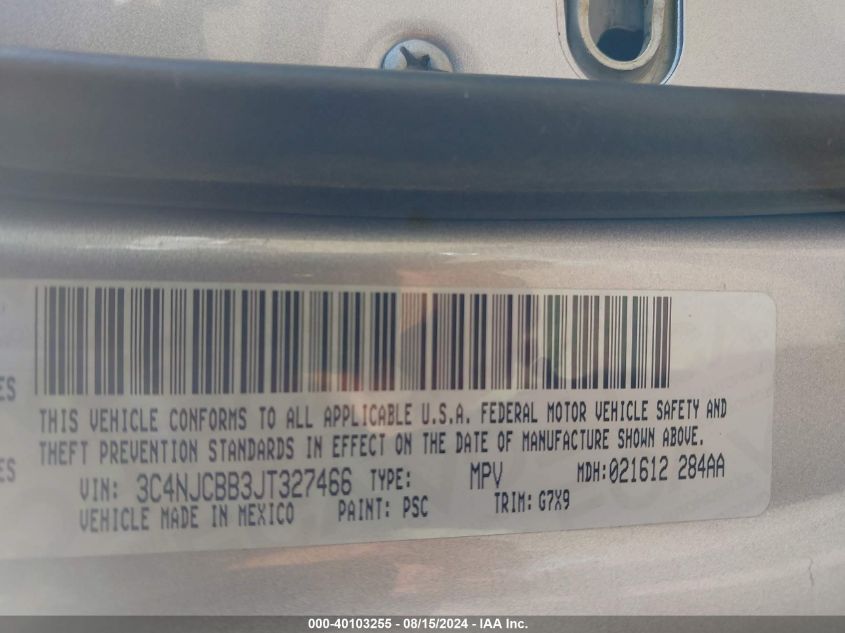 ES
ES
THIS VEHICLE CONFORMS TO ALL APPLICABLE U.S.A. FEDERAL MOTOR VEHICLE SAFETY AND
THEFT PREVENTION STANDARDS IN EFFECT ON THE DATE OF MANUFACTURE SHOWN ABOVE.
VIN: 3C4NJCBB3JT327466 TYPE: MPV MDH:021612 284AA
VEHICLE MADE IN MEXICO PAINT: PSC TRIM: G7X9
000-40103255 - 08/15/2024 - IAA Inc.